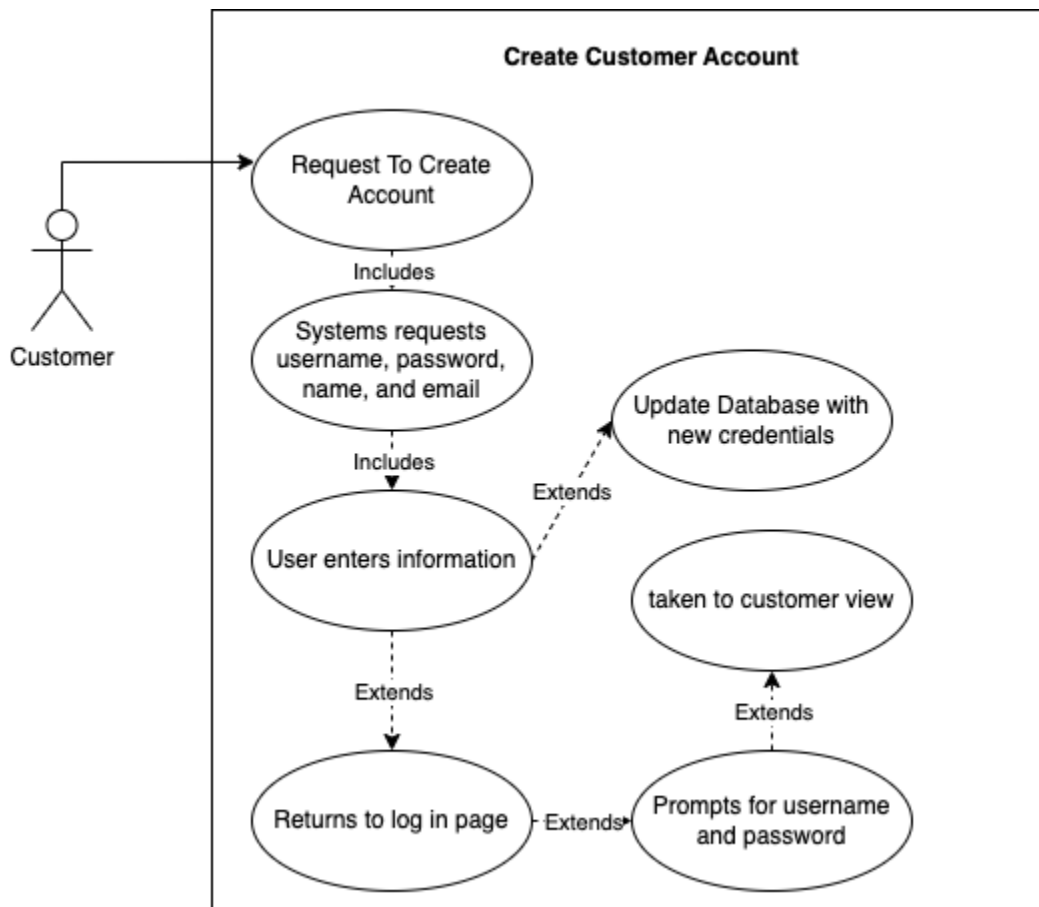 Create Customer Account
Request To Create
Account
Includes
Customer
Systems requests
username, password,
name, and email
Includes
Update Database with
new credentials
Extends
User enters information
taken to customer view
Extends
Extends
Returns to log in page
Extends
Prompts for username
and password